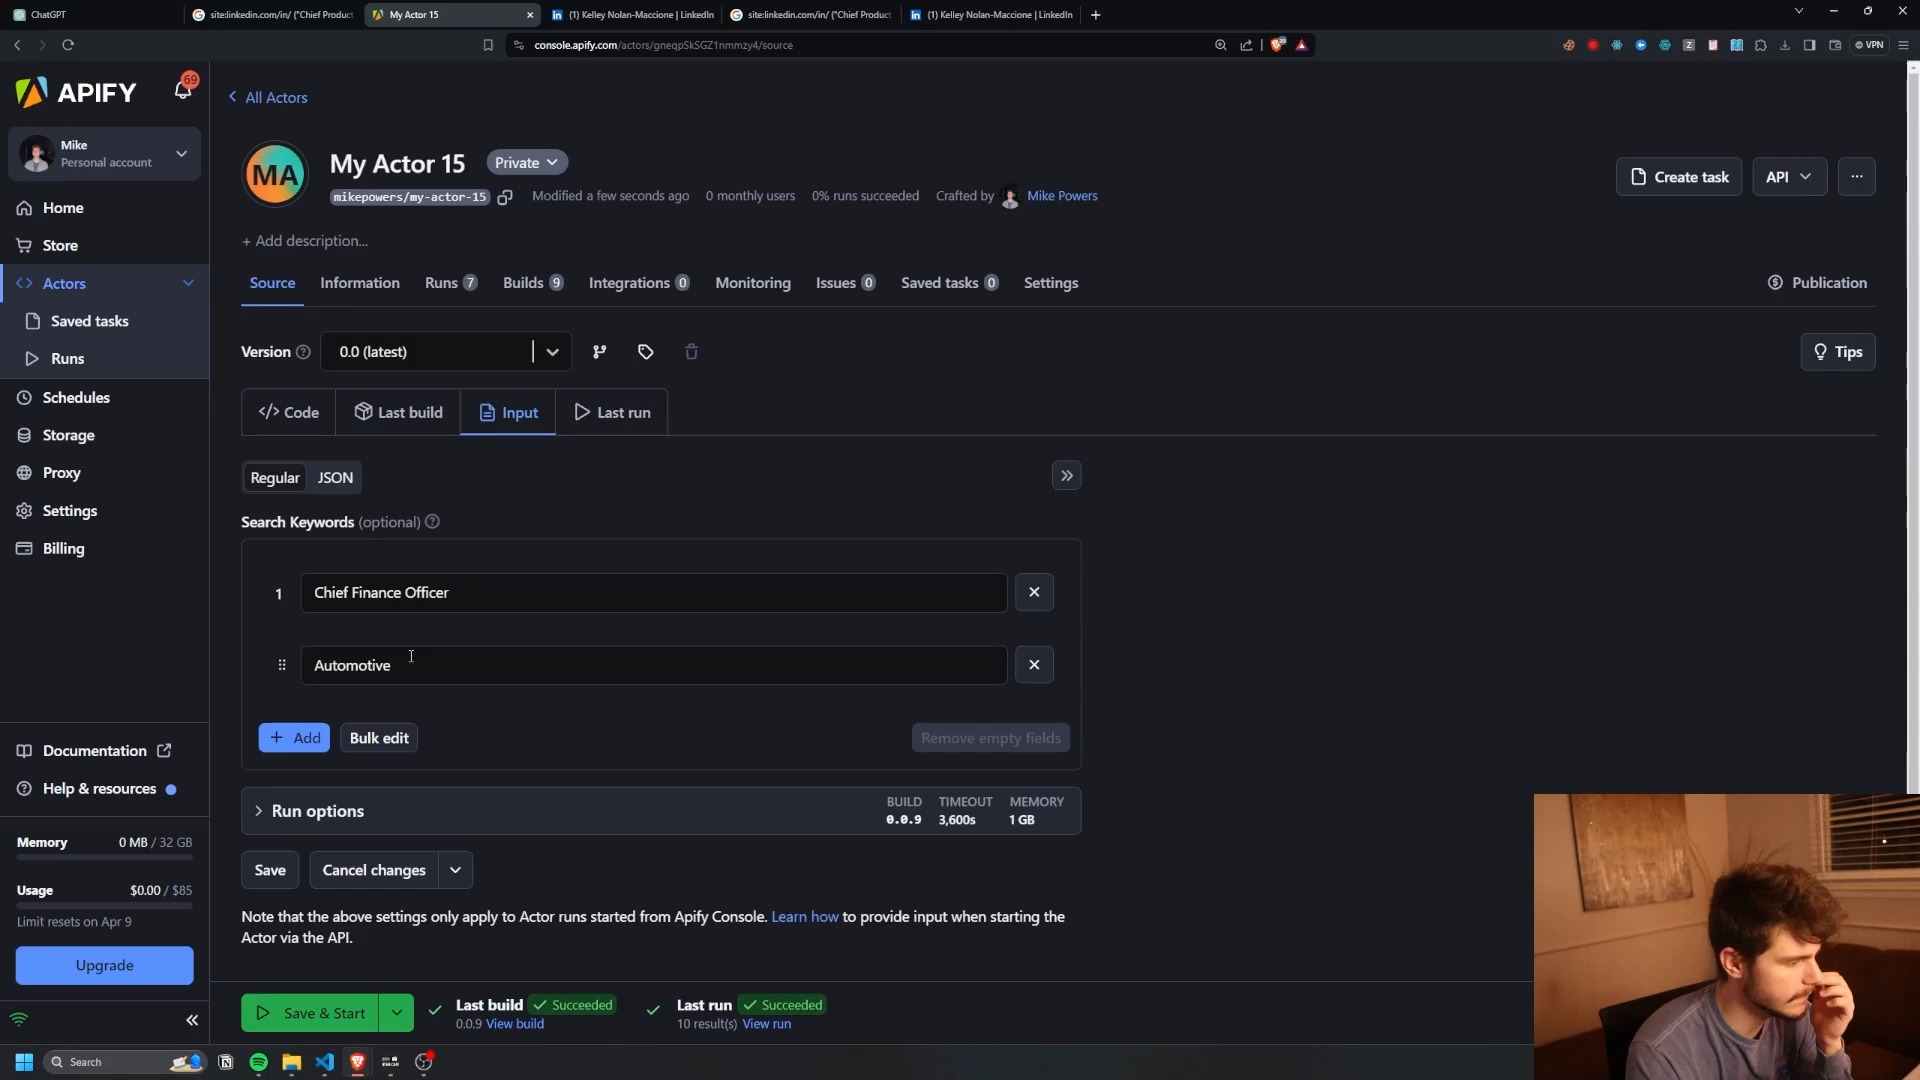 ChatGPT
site:linkedin.com/in/ ("Chief Product
My Actor 15
(1) Kelley Nolan-Maccione | LinkedIn
site:linkedin.com/in/ ("Chief Product
(1) Kelley Nolan-Maccione | LinkedIn
console.apify.com/actors/gneqpSkSGZ1nmmzy4/source
VPN
APIFY
69
Mike
Personal account
Home
Store
Actors
Saved tasks
Runs
Schedules
Storage
Proxy
Settings
Billing
Documentation
Help & resources
Memory 0 MB / 32 GB
Usage $0.00 / $85
Limit resets on Apr 9
Upgrade
All Actors
MA
My Actor 15 Private
mikepowers/my-actor-15 Modified a few seconds ago 0 monthly users 0% runs succeeded Crafted by Mike Powers
Create task
API
+ Add description...
Source Information Runs 7 Builds 9 Integrations 0 Monitoring Issues 0 Saved tasks 0 Settings
Publication
Version 0.0 (latest)
Tips
</> Code Last build Input Last run
Regular JSON
Search Keywords (optional)
1 Chief Finance Officer
Automotive
+ Add Bulk edit Remove empty fields
Run options
BUILD TIMEOUT MEMORY
0.0.9 3,600s 1 GB
Save Cancel changes
Note that the above settings only apply to Actor runs started from Apify Console. Learn how to provide input when starting the
Actor via the API.
Save & Start
Last build Succeeded
0.0.9 View build
Last run Succeeded
10 result(s) View run
Search